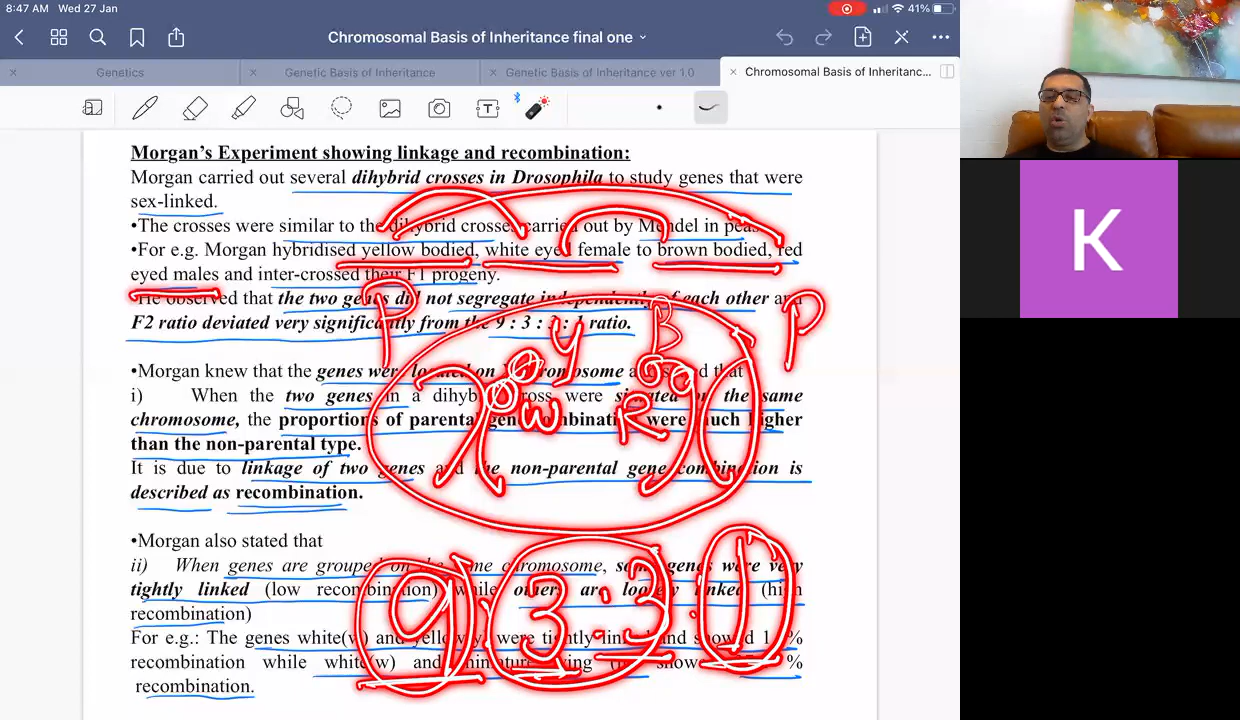 8:47 AM Wed 27 Jan
41%
Chromosomal Basis of Inheritance final one
Genetics
Genetic Basis of Inheritance
Genetic Basis of Inheritance ver 1.0
Chromosomal Basis of Inheritanc...
Morgan's Experiment showing linkage and recombination:
Morgan carried out several dihybrid crosses in Drosophila to study genes that were
sex-linked.
•The crosses were similar to the dihybrid crosses carried out by Mendel in peas
•For e.g. Morgan hybridised yellow bodied, white eyed female to brown bodied, red
eyed males and inter-crossed their F1 progeny.
He observed that the two genes did not segregate independently of each other and
F2 ratio deviated very significantly from the 9 : 3 : 3 : 1 ratio.
P
P
y
B
w
R
•Morgan knew that the genes were located on X chromosome and that
i) When the two genes in a dihybrid cross were situated on the same
chromosome, the proportions of parental gene combination were much higher
than the non-parental type.
It is due to linkage of two genes and the non-parental gene combination is
described as recombination.
•Morgan also stated that
ii) When genes are grouped on the same chromosome, some genes were very
tightly linked (low recombination) while others are loosely linked (high
recombination)
9 : 3 : 3 : 1
For e.g.: The genes white(w) and yellow y were tightly linked and showed %
recombination while white(w) and miniature wing showed %
recombination.
K